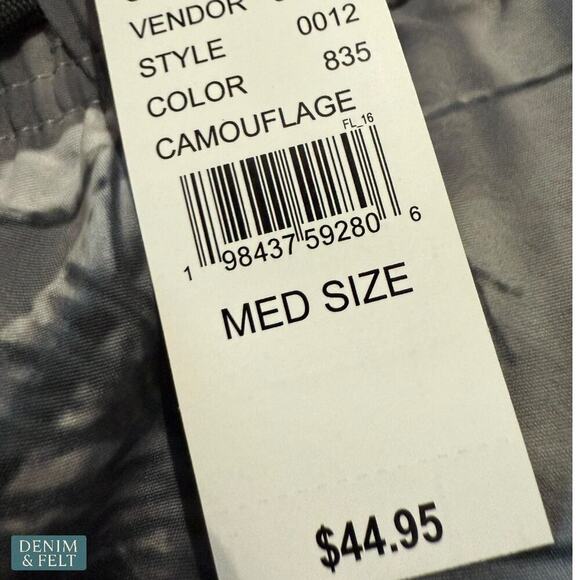 VENDOR
STYLE 0012
COLOR 835
CAMOUFLAGE
FL_16
1 98437 59280 6
MED SIZE
$44.95
DENIM
& FELT